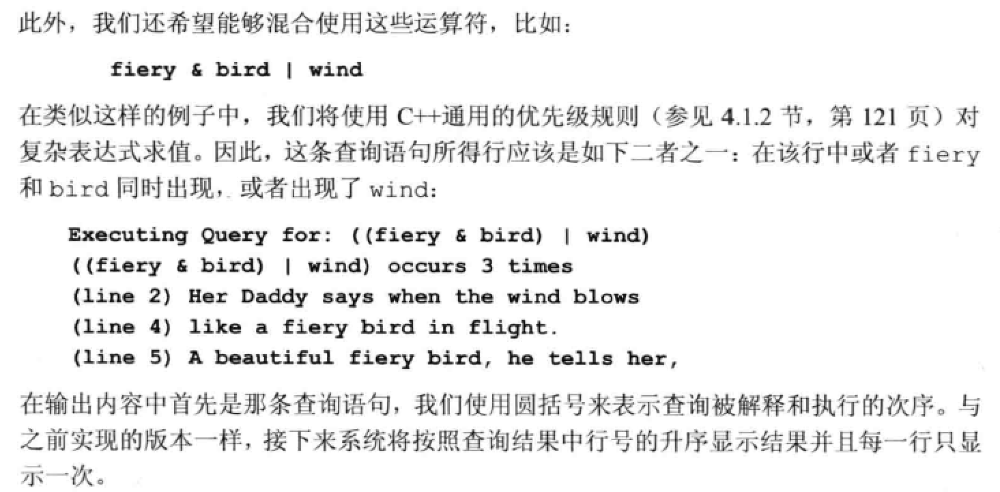 此外，我们还希望能够混合使用这些运算符，比如：
fiery & bird | wind
在类似这样的例子中，我们将使用 C++通用的优先级规则（参见 4.1.2 节，第 121 页）对
复杂表达式求值。因此，这条查询语句所得行应该是如下二者之一：在该行中或者 fiery
和 bird 同时出现，或者出现了 wind：
Executing Query for: ((fiery & bird) | wind)
((fiery & bird) | wind) occurs 3 times
(line 2) Her Daddy says when the wind blows
(line 4) like a fiery bird in flight.
(line 5) A beautiful fiery bird, he tells her,
在输出内容中首先是那条查询语句，我们使用圆括号来表示查询被解释和执行的次序。与
之前实现的版本一样，接下来系统将按照查询结果中行号的升序显示结果并且每一行只显
示一次。